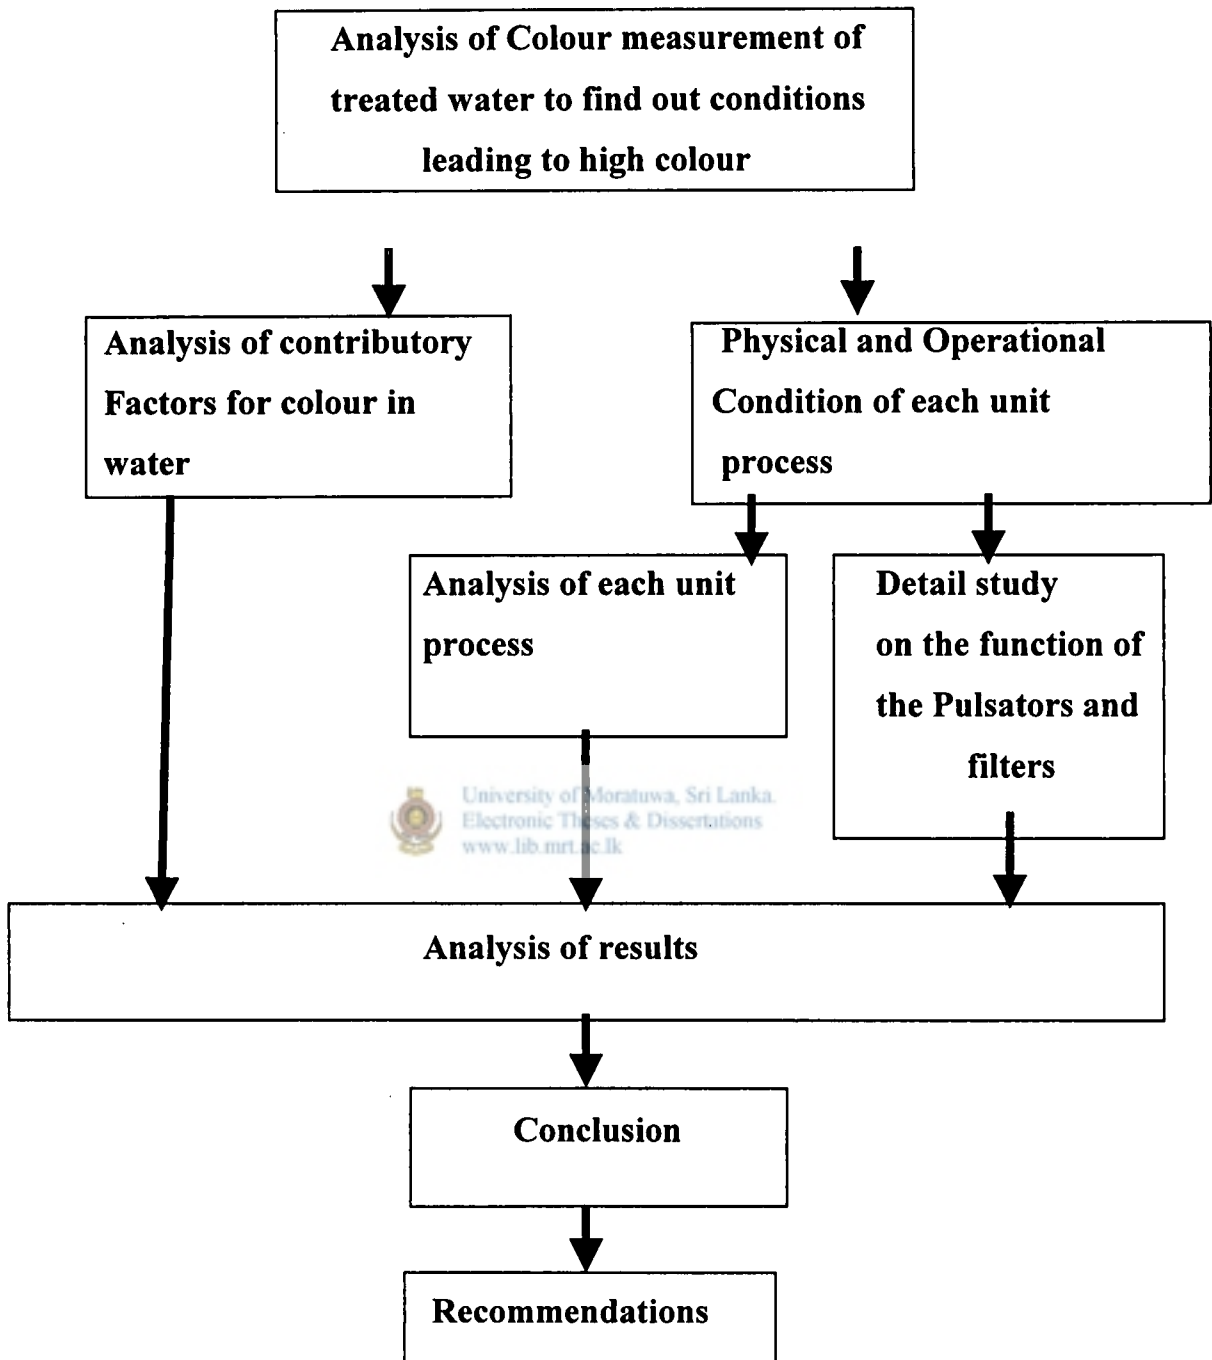 Analysis of Colour measurement of
treated water to find out conditions
leading to high colour
Analysis of contributory
Factors for colour in
water
Physical and Operational
Condition of each unit
process
Analysis of each unit
process
Detail study
on the function of
the Pulsators and
filters
University of Moratuwa, Sri Lanka.
Electronic Theses & Dissertations
www.lib.mrt.ac.lk
Analysis of results
Conclusion
Recommendations